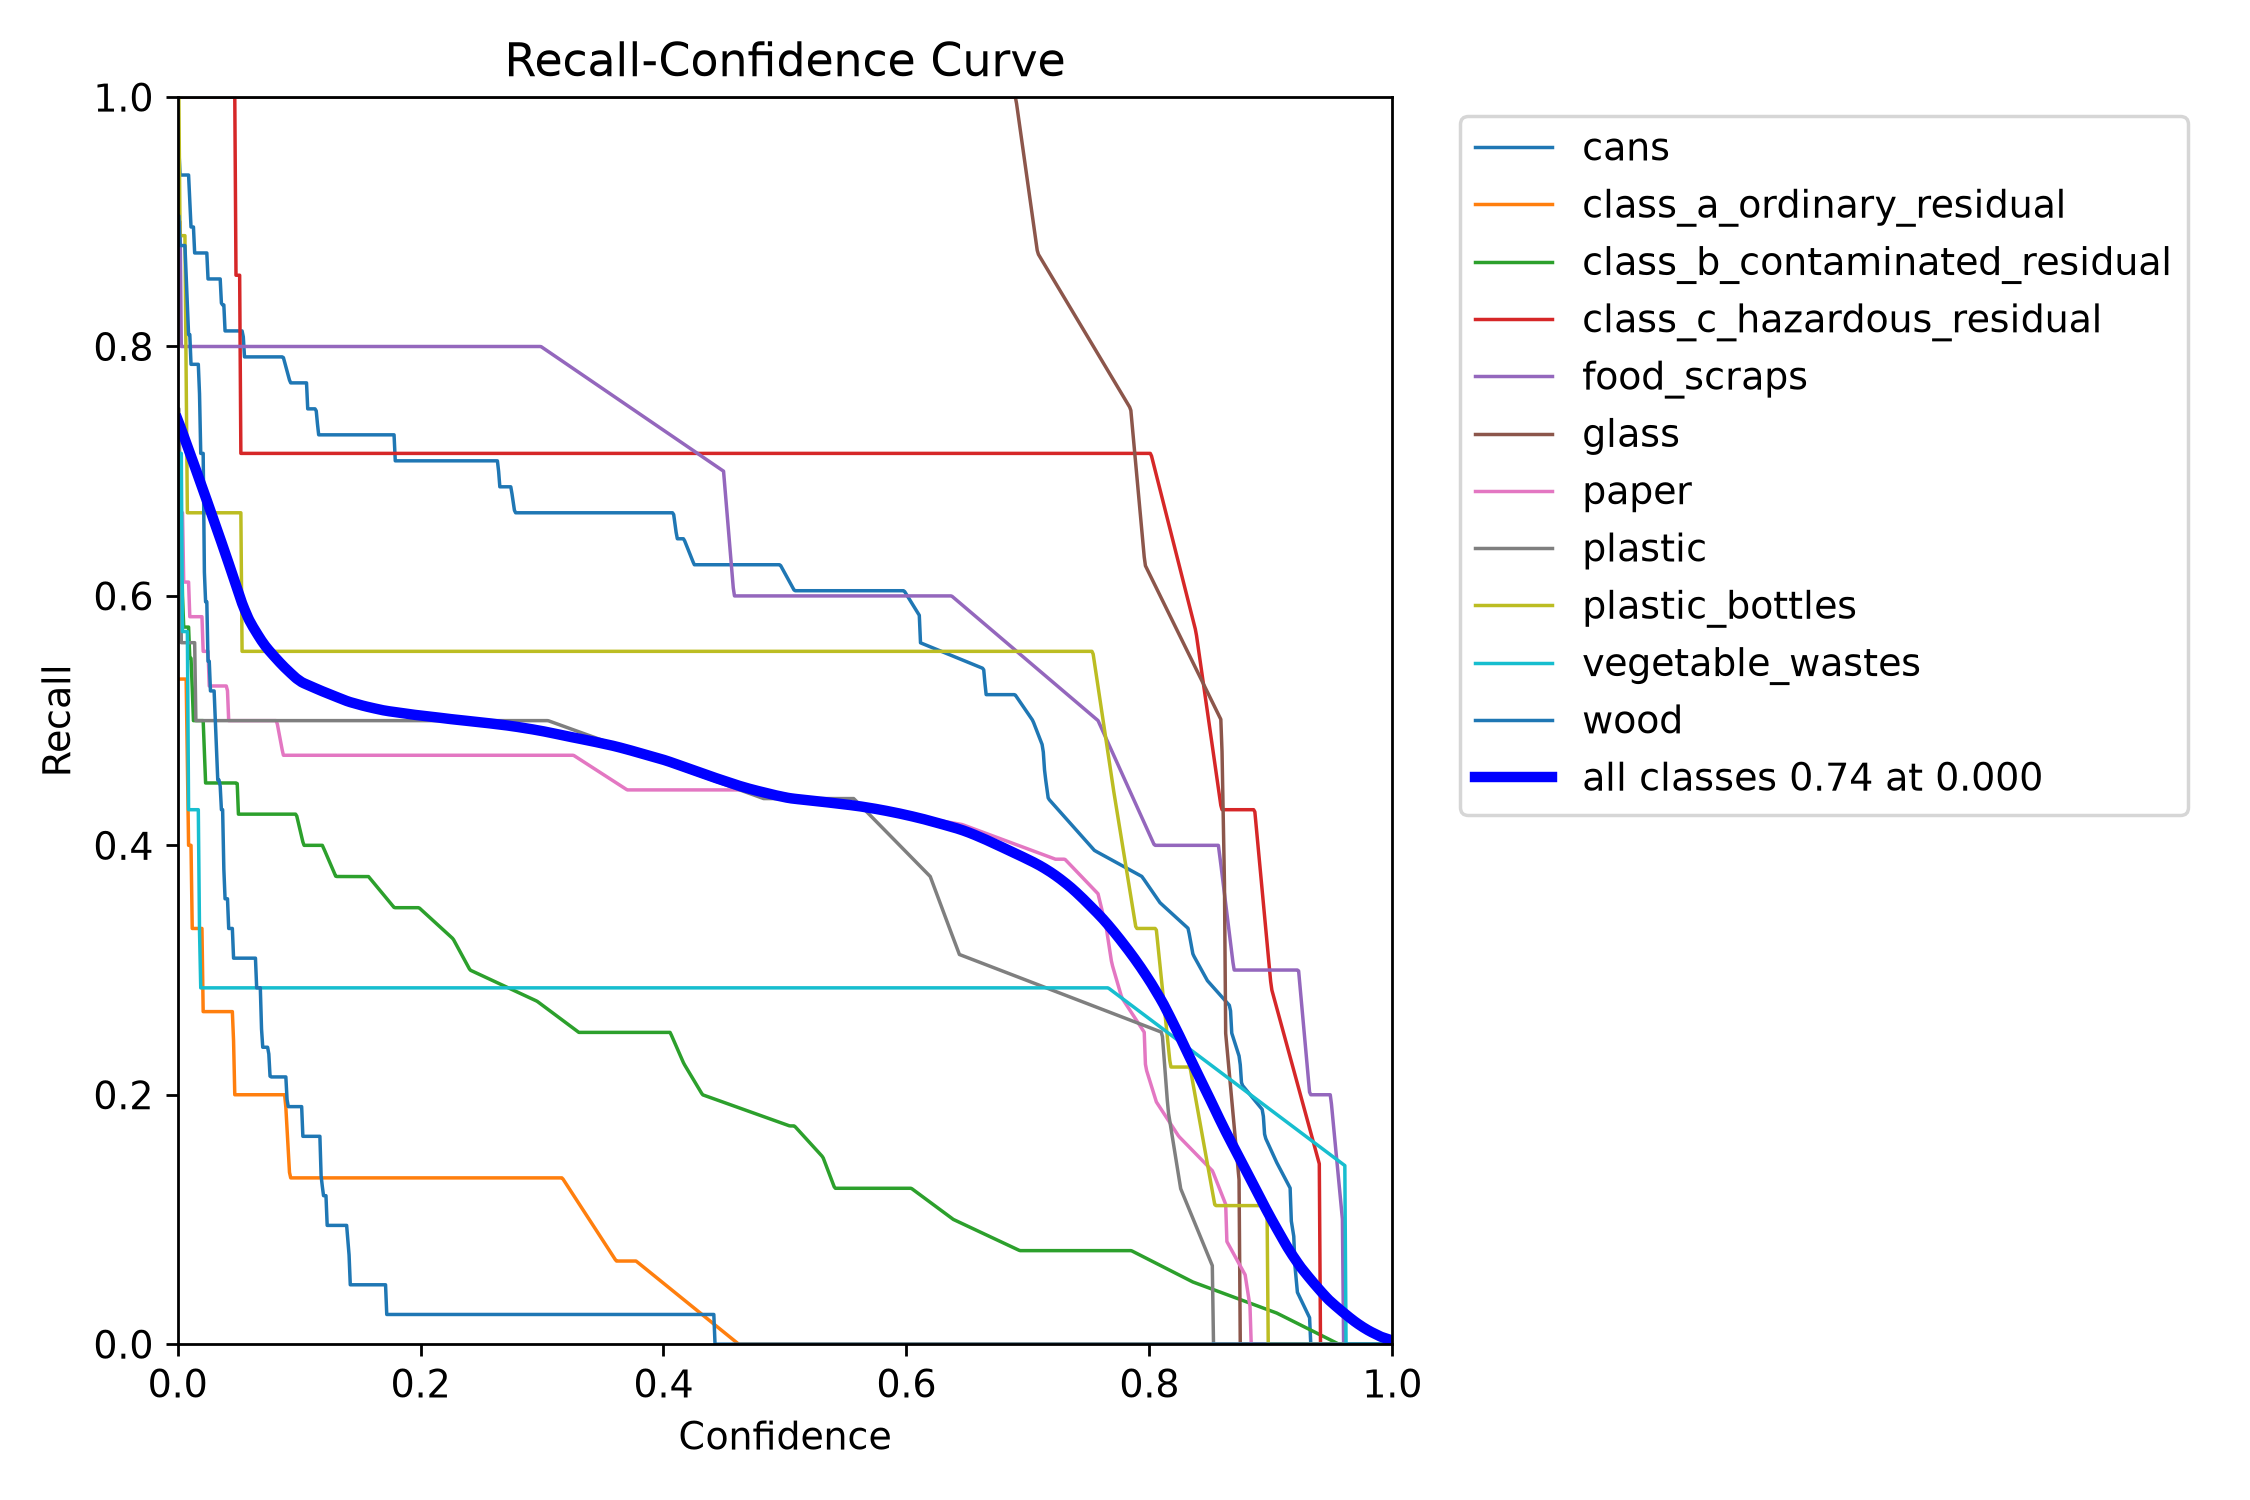 Recall-Confidence Curve
1.0
0.8
0.6
0.4
0.2
0.0
Recall
0.0 0.2 0.4 0.6 0.8 1.0
Confidence
cans
class_a_ordinary_residual
class_b_contaminated_residual
class_c_hazardous_residual
food_scraps
glass
paper
plastic
plastic_bottles
vegetable_wastes
wood
all classes 0.74 at 0.000